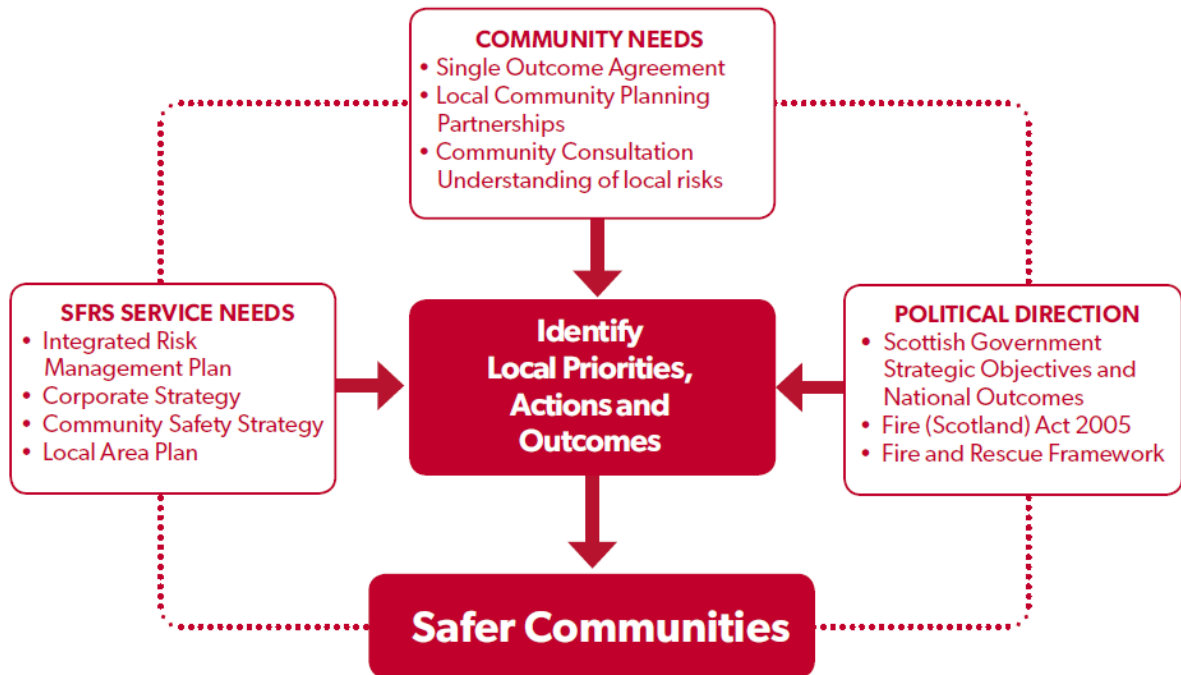 COMMUNITY NEEDS
• Single Outcome Agreement
• Local Community Planning
Partnerships
• Community Consultation
Understanding of local risks
SFRS SERVICE NEEDS
• Integrated Risk
Management Plan
• Corporate Strategy
• Community Safety Strategy
• Local Area Plan
Identify
Local Priorities,
Actions and
Outcomes
POLITICAL DIRECTION
• Scottish Government
Strategic Objectives and
National Outcomes
• Fire (Scotland) Act 2005
• Fire and Rescue Framework
Safer Communities